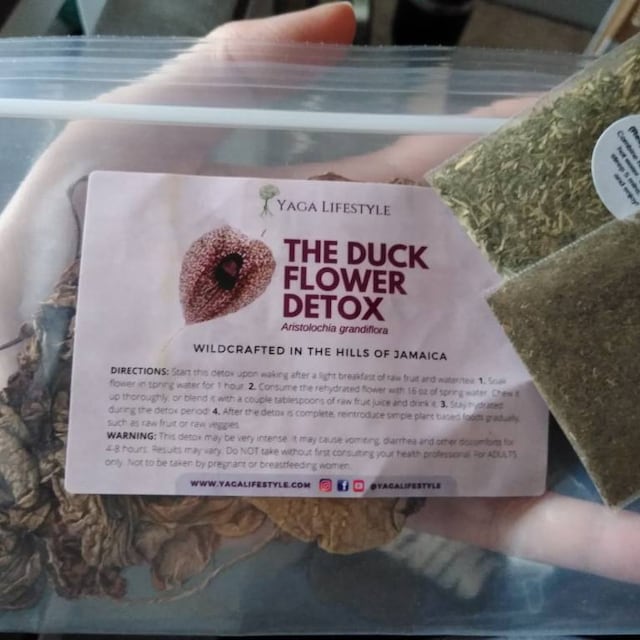 YAGA LIFESTYLE
THE DUCK
FLOWER
DETOX
Aristolochia grandiflora
WILDCRAFTED IN THE HILLS OF JAMAICA
DIRECTIONS: Start this detox upon waking after a light breakfast of raw fruit and water/tea. 1. Soak
flower in spring water for 1 hour. 2. Consume the rehydrated flower with 16 oz of spring water. Chew it
up thoroughly, or blend it with a couple tablespoons of raw fruit juice and drink it. 3. Stay hydrated
during the detox period! 4. After the detox is complete, reintroduce simple plant based foods gradually,
such as raw fruit or raw veggies.
WARNING: This detox may be very intense. It may cause vomiting, diarrhea and other discomforts for
4-8 hours. Results may vary. Do NOT take without first consulting your health professional. For ADULTS
only. Not to be taken by pregnant or breastfeeding women.
WWW.YAGALIFESTYLE.COM @YAGALIFESTYLE